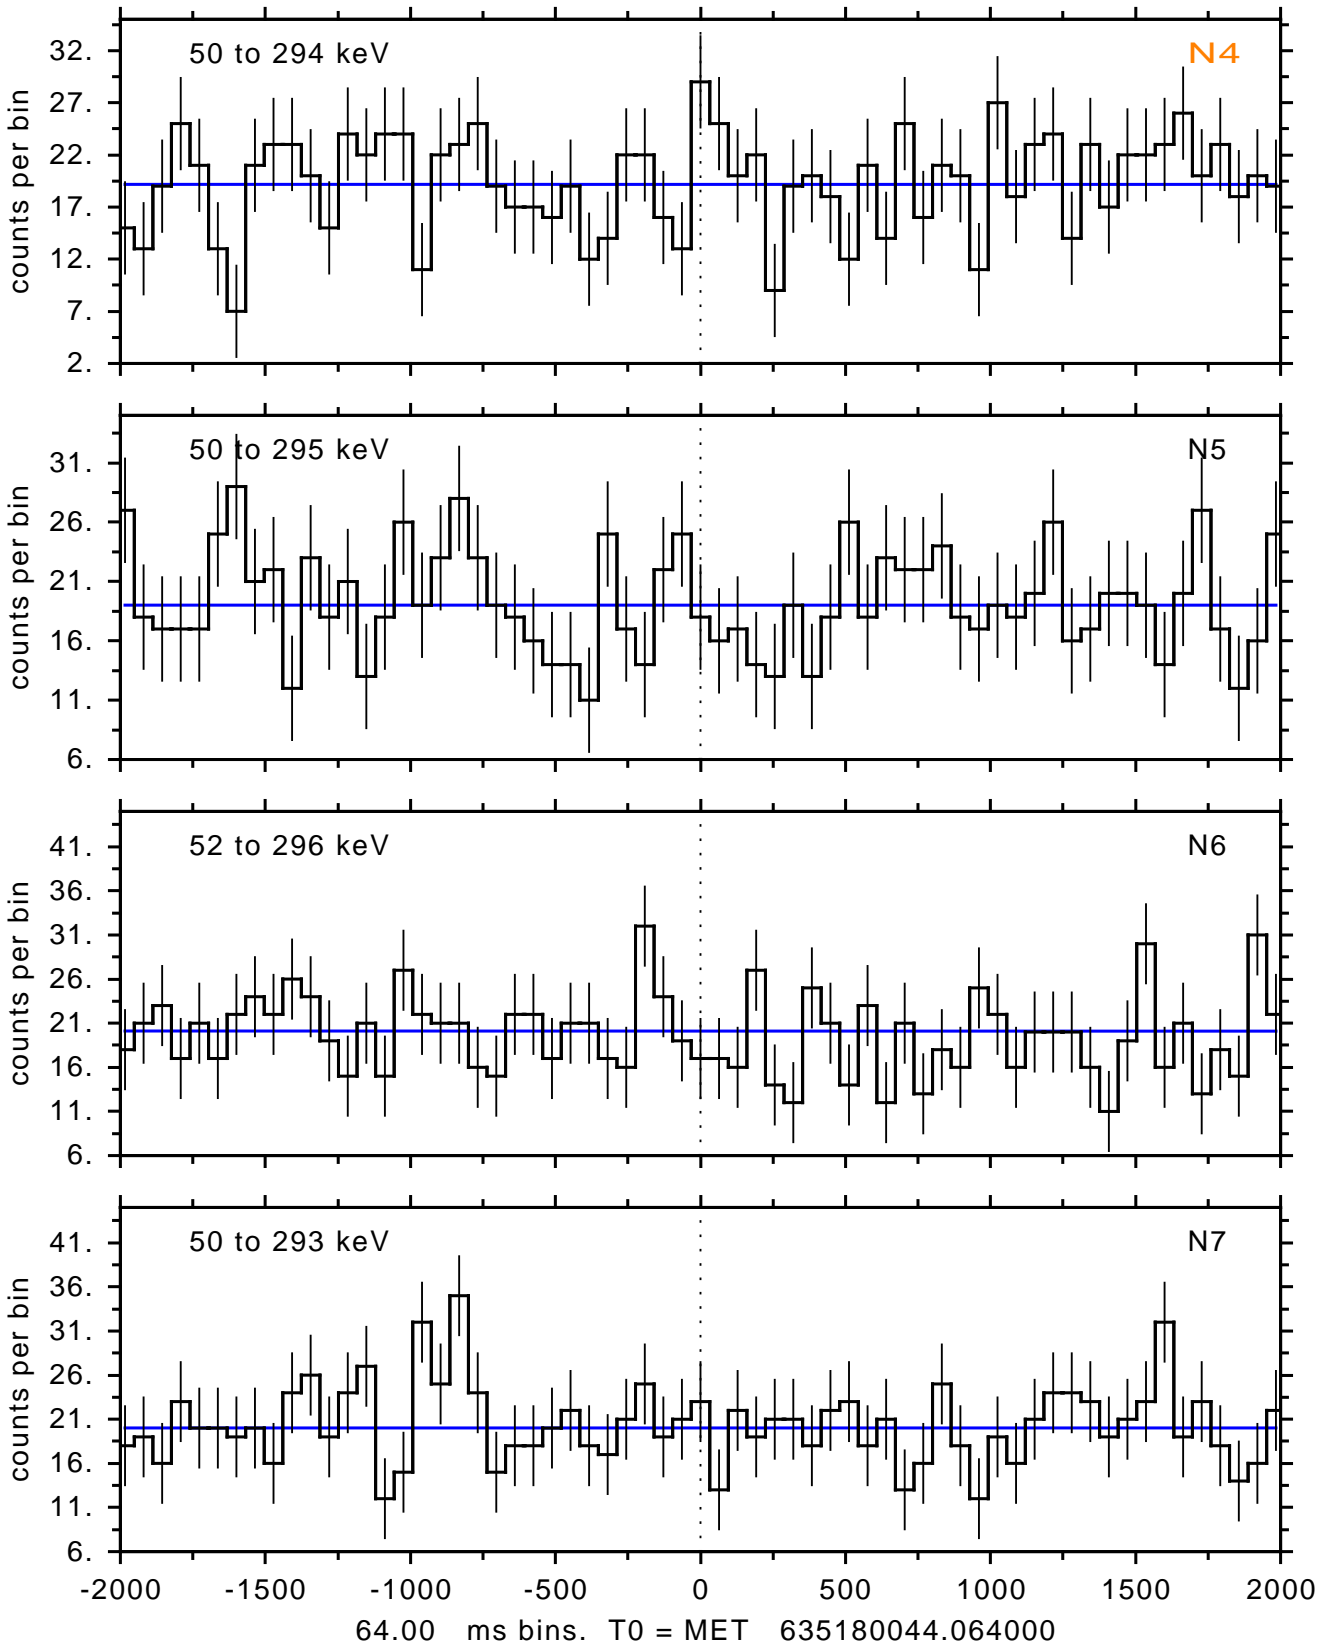 50 to 294 keV N4
32.
27.
22.
17.
12.
7.
2.
counts per bin
50 to 295 keV N5
31.
26.
21.
16.
11.
6.
counts per bin
52 to 296 keV N6
41.
36.
31.
26.
21.
16.
11.
6.
counts per bin
50 to 293 keV N7
41.
36.
31.
26.
21.
16.
11.
6.
counts per bin
-2000 -1500 -1000 -500 0 500 1000 1500 2000
64.00 ms bins. T0 = MET 635180044.064000